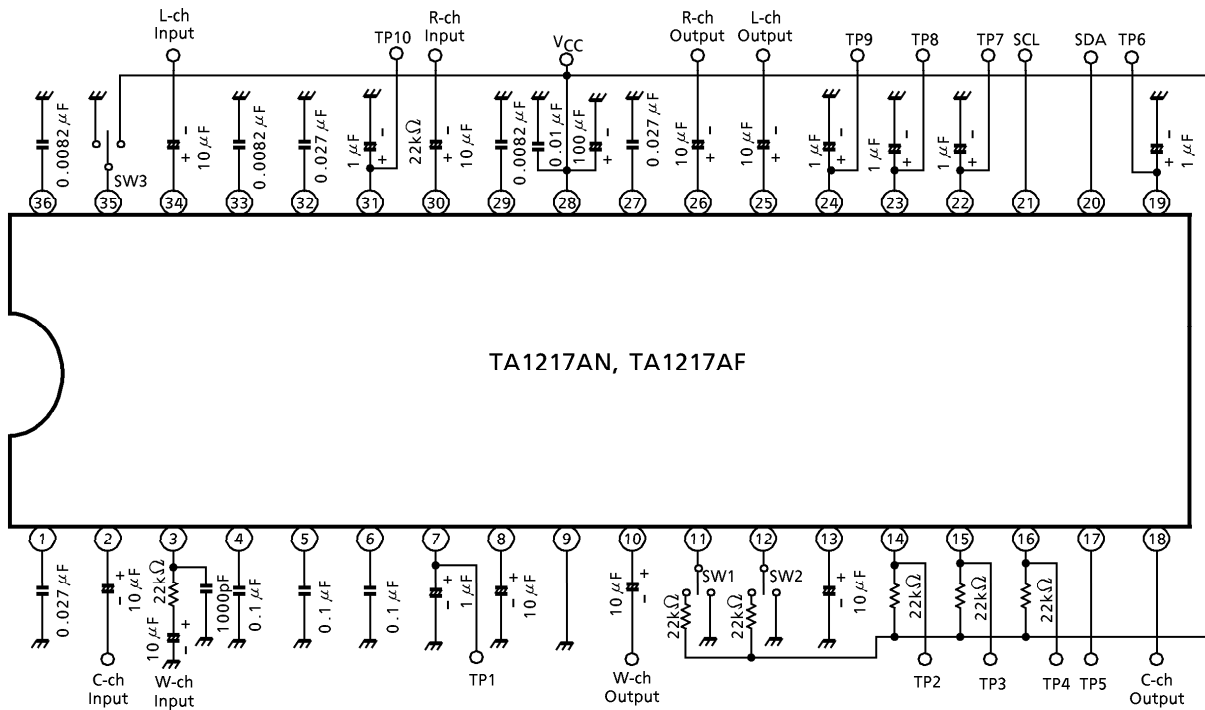 L-ch
Input
TP10
R-ch
Input
VCC
R-ch
Output
L-ch
Output
TP9
TP8
TP7
SCL
SDA
TP6
0.0082 μF
SW3
10 μF
0.0082 μF
0.027 μF
1 μF
22kΩ
10 μF
0.0082 μF
0.01 μF
100 μF
0.027 μF
10 μF
10 μF
1 μF
1 μF
1 μF
1 μF
- - - - - - - - - -
+ + + + + + + + + +
36 35 34 33 32 31 30 29 28 27 26 25 24 23 22 21 20 19
TA1217AN, TA1217AF
1 2 3 4 5 6 7 8 9 10 11 12 13 14 15 16 17 18
+ + + + + +
- - - - - -
0.027 μF
10 μF
22kΩ
10 μF
1000pF
0.1 μF
0.1 μF
0.1 μF
1 μF
10 μF
10 μF
SW1
22kΩ
SW2
22kΩ
10 μF
22kΩ
22kΩ
22kΩ
C-ch
Input
W-ch
Input
TP1
W-ch
Output
TP2
TP3
TP4
TP5
C-ch
Output